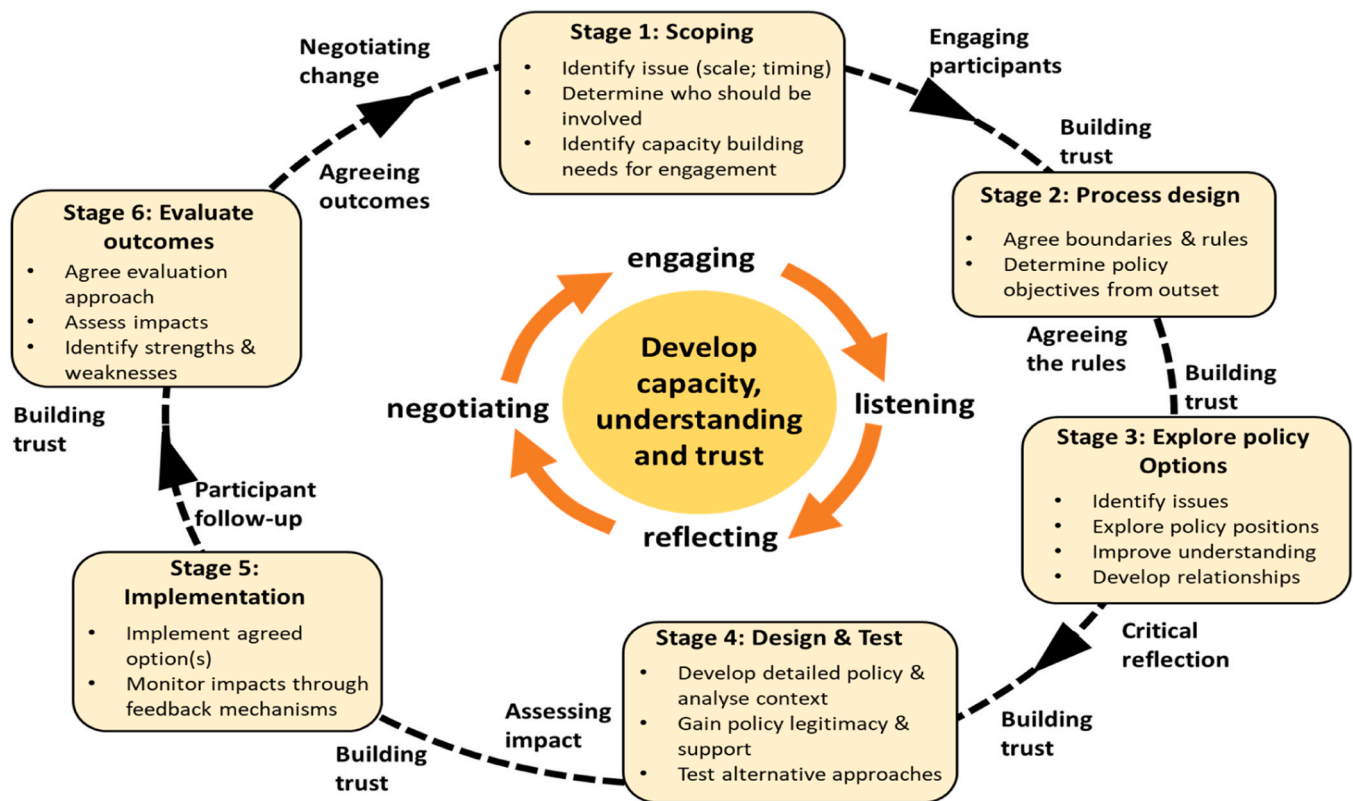 Stage 1: Scoping
• Identify issue (scale; timing)
• Determine who should be
involved
• Identify capacity building
needs for engagement
Engaging
participants
Building
trust
Stage 2: Process design
• Agree boundaries & rules
• Determine policy
objectives from outset
Agreeing
the rules
Building
trust
Stage 3: Explore policy
Options
• Identify issues
• Explore policy positions
• Improve understanding
• Develop relationships
Critical
reflection
Building
trust
Stage 4: Design & Test
• Develop detailed policy &
analyse context
• Gain policy legitimacy &
support
• Test alternative approaches
Assessing
impact
Building
trust
Stage 5:
Implementation
• Implement agreed
option(s)
• Monitor impacts through
feedback mechanisms
Participant
follow-up
Building
trust
Stage 6: Evaluate
outcomes
• Agree evaluation
approach
• Assess impacts
• Identify strengths &
weaknesses
Agreeing
outcomes
Negotiating
change
engaging
listening
reflecting
negotiating
Develop
capacity,
understanding
and trust